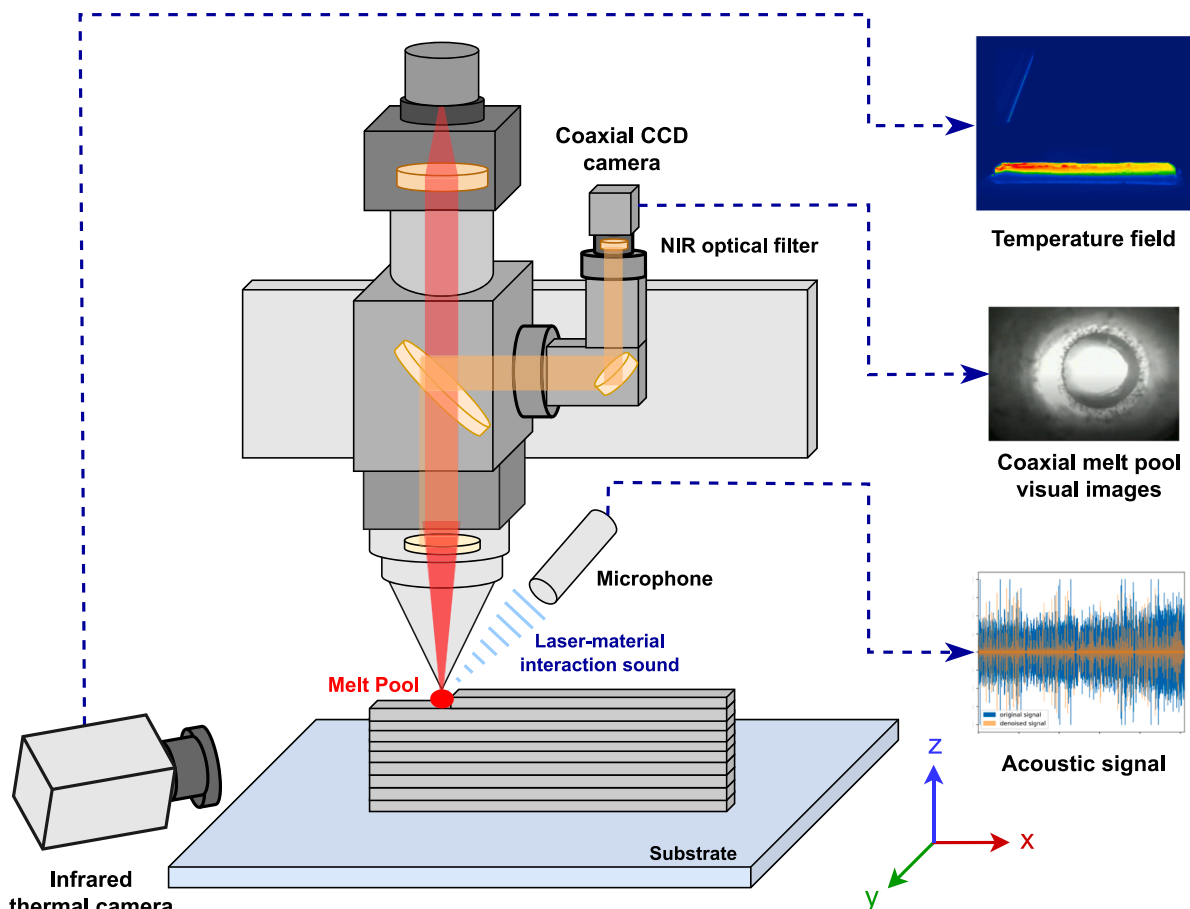 Coaxial CCD
camera
NIR optical filter
Temperature field
Coaxial melt pool
visual images
Microphone
Laser-material
interaction sound
Melt Pool
original signal
denoised signal
Acoustic signal
Substrate
Infrared
thermal camera
z
x
y